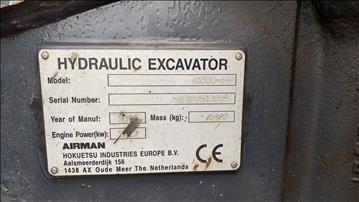 HYDRAULIC EXCAVATOR
Model:
Serial Number:
Year of Manuf: Mass (kg):
Engine Power(kw):
AIRMAN
HOKUETSU INDUSTRIES EUROPE B.V.
Aalsmeerderdijk 156
1438 AX Oude Meer The Netherlands
CE